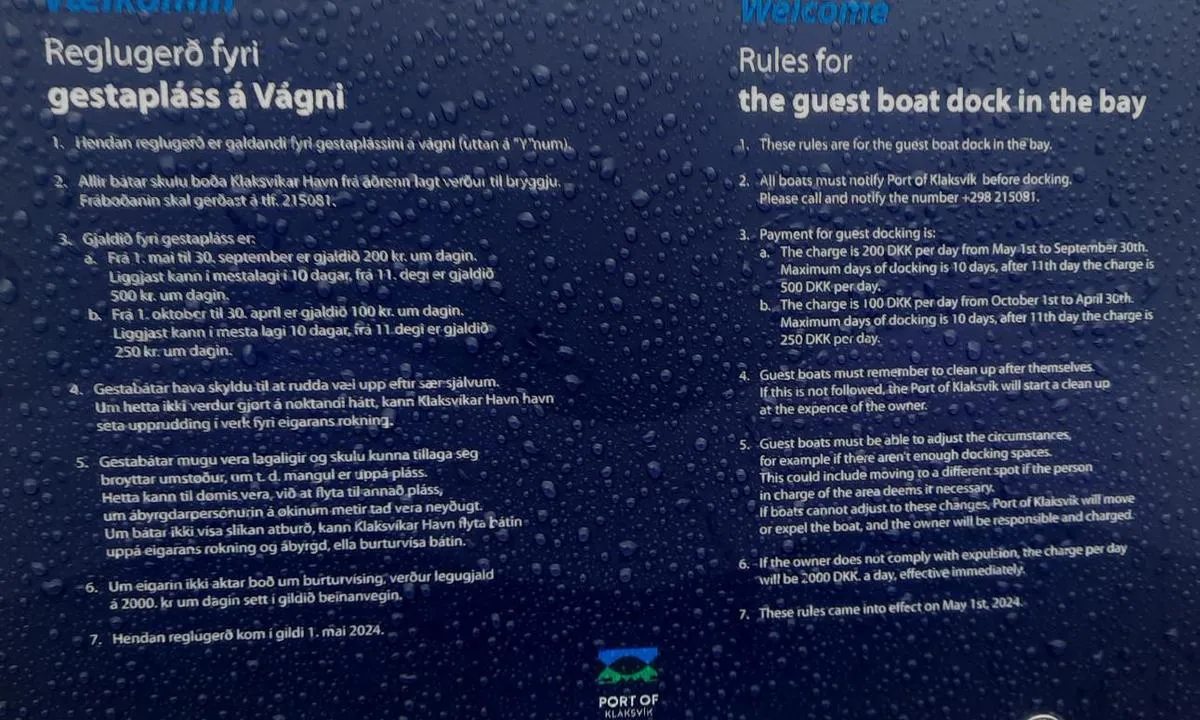 Vælkomin
Reglugerð fyri
gestapláss á Vágni
1. Hendan reglugerð er galdandi fyri gestaplássini á vágni (uttan á "Y"num).
2. Allir bátar skulu boða Klaksvíkar Havn frá áðrenn lagt verður til bryggju.
Fráboðanin skal gerðast á tlf. 215081.
3. Gjaldið fyri gestapláss er:
a. Frá 1. mai til 30. september er gjaldið 200 kr. um dagin.
Liggjast kann í mestalagi í 10 dagar, frá 11. degi er gjaldið
500 kr. um dagin.
b. Frá 1. oktober til 30. apríl er gjaldið 100 kr. um dagin.
Liggjast kann í mesta lagi 10 dagar, frá 11 degi er gjaldið
250 kr. um dagin.
4. Gestabátar hava skyldu til at rudda væl upp eftir sær sjálvum.
Um hetta ikki verdur gjørt á nøktandi hátt, kann Klaksvíkar Havn havn
seta upprudding í verk fyri eigarans rokning.
5. Gestabátar mugu vera lagaligir og skulu kunna tillaga seg
broyttar umstøður, um t. d. mangul er uppá pláss.
Hetta kann til dømis vera, við at flyta til annað pláss,
um ábyrgdarpersónurin á økinum metir tad vera neyðugt.
Um bátar ikki vísa slíkan atburð, kann Klaksvíkar Havn flyta bátin
uppá eigarans rokning og ábyrgd, ella burturvísa bátin.
6. Um eigarin ikki aktar boð um burturvísing, verður legugjald
á 2000. kr um dagin sett í gildið beinanvegin.
7. Hendan reglugerð kom í gildi 1. mai 2024.
Welcome
Rules for
the guest boat dock in the bay
1. These rules are for the guest boat dock in the bay.
2. All boats must notify Port of Klaksvík before docking.
Please call and notify the number +298 215081.
3. Payment for guest docking is:
a. The charge is 200 DKK per day from May 1st to September 30th.
Maximum days of docking is 10 days, after 11th day the charge is
500 DKK per day.
b. The charge is 100 DKK per day from October 1st to April 30th.
Maximum days of docking is 10 days, after 11th day the charge is
250 DKK per day.
4. Guest boats must remember to clean up after themselves.
If this is not followed, the Port of Klaksvík will start a clean up
at the expence of the owner.
5. Guest boats must be able to adjust the circumstances,
for example if there aren't enough docking spaces.
This could include moving to a different spot if the person
in charge of the area deems it necessary.
If boats cannot adjust to these changes, Port of Klaksvík will move
or expel the boat, and the owner will be responsible and charged.
6. If the owner does not comply with expulsion, the charge per day
will be 2000 DKK. a day, effective immediately.
7. These rules came into effect on May 1st, 2024.
PORT OF
KLAKSVÍK